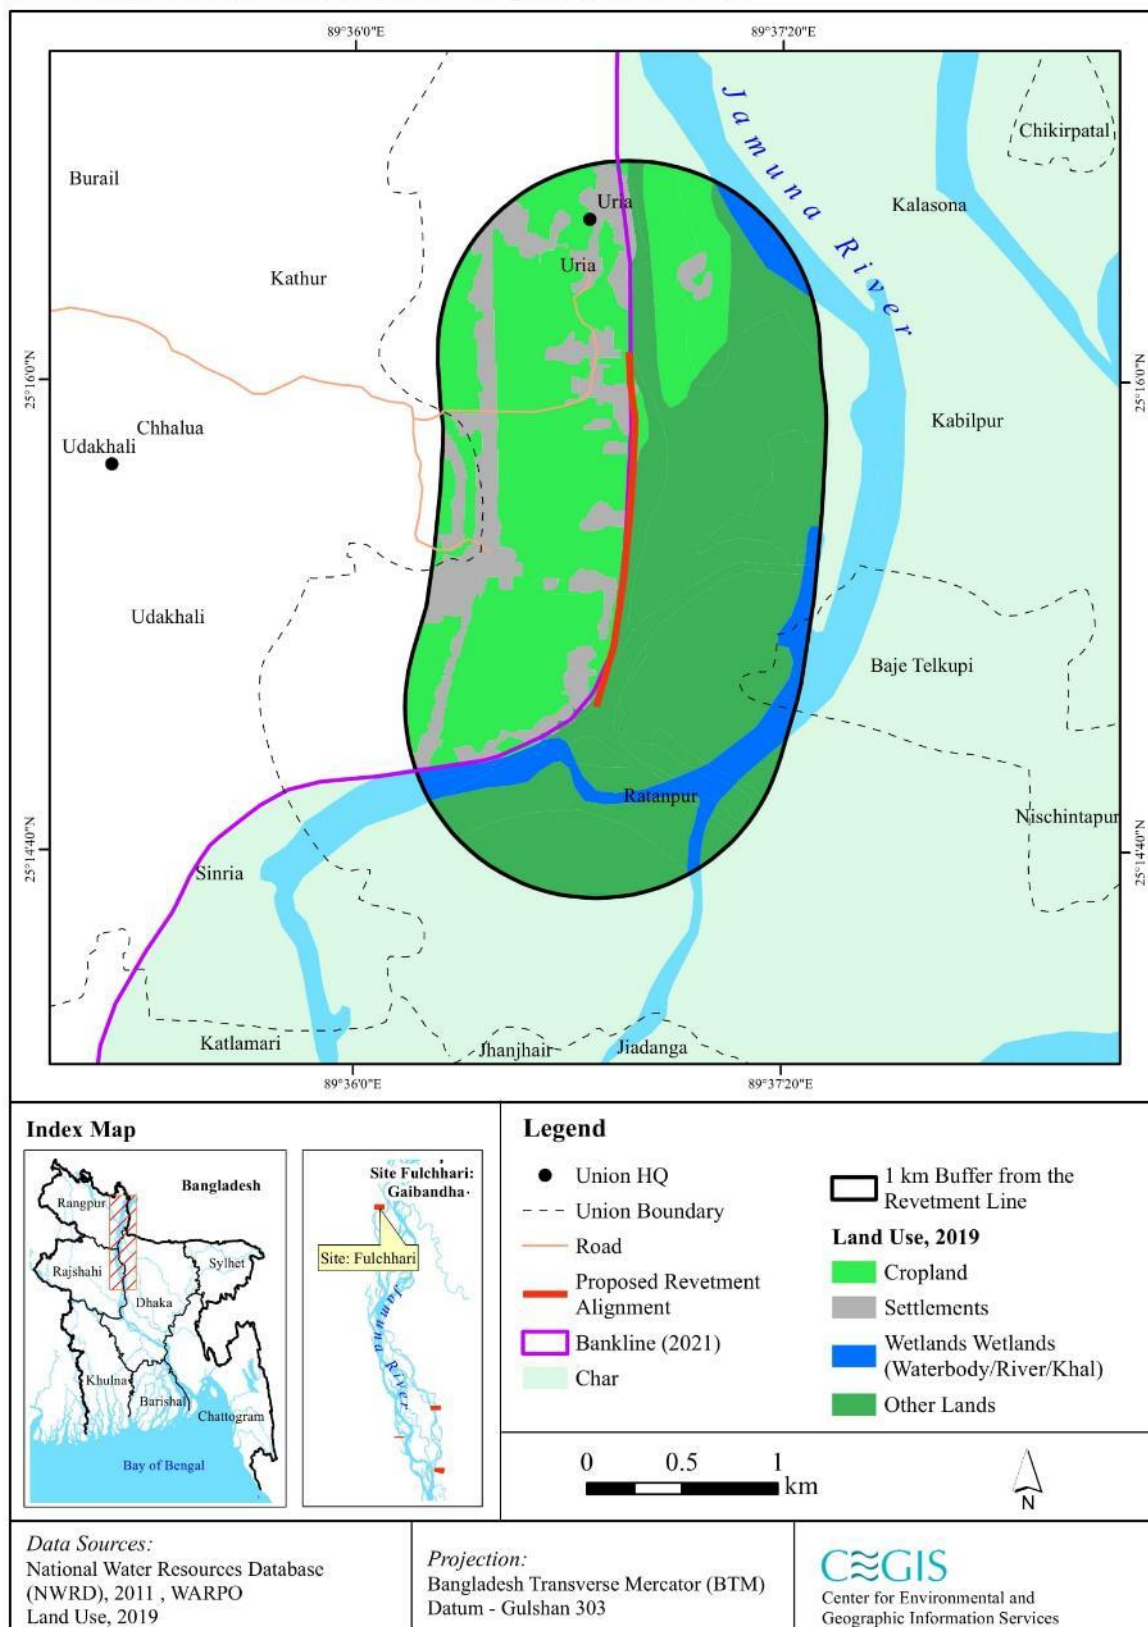 89°36'0"E
89°37'20"E
Jamuna River
Chikirpatal
Burail
Kalasona
Uria
Uria
Kathur
25°16'0"N
25°16'0"N
Chhalua
Udakhali
Kabilpur
Udakhali
Baje Telkupi
Ratanpur
Nischintapur
25°14'40"N
25°14'40"N
Sinria
Katlamari
Jhanjhair
Jiadanga
89°36'0"E
89°37'20"E
Index Map
Bangladesh
Rangpur
Rajshahi
Sylhet
Dhaka
Khulna
Barishal
Chattogram
Bay of Bengal
Site Fulchhari:
Gaibandha
Site: Fulchhari
Jamuna River
Legend
Union HQ
Union Boundary
Road
Proposed Revetment
Alignment
Bankline (2021)
Char
1 km Buffer from the
Revetment Line
Land Use, 2019
Cropland
Settlements
Wetlands Wetlands
(Waterbody/River/Khal)
Other Lands
0 0.5 1
km
N
Data Sources:
National Water Resources Database
(NWRD), 2011 , WARPO
Land Use, 2019
Projection:
Bangladesh Transverse Mercator (BTM)
Datum - Gulshan 303
CEGIS
Center for Environmental and
Geographic Information Services